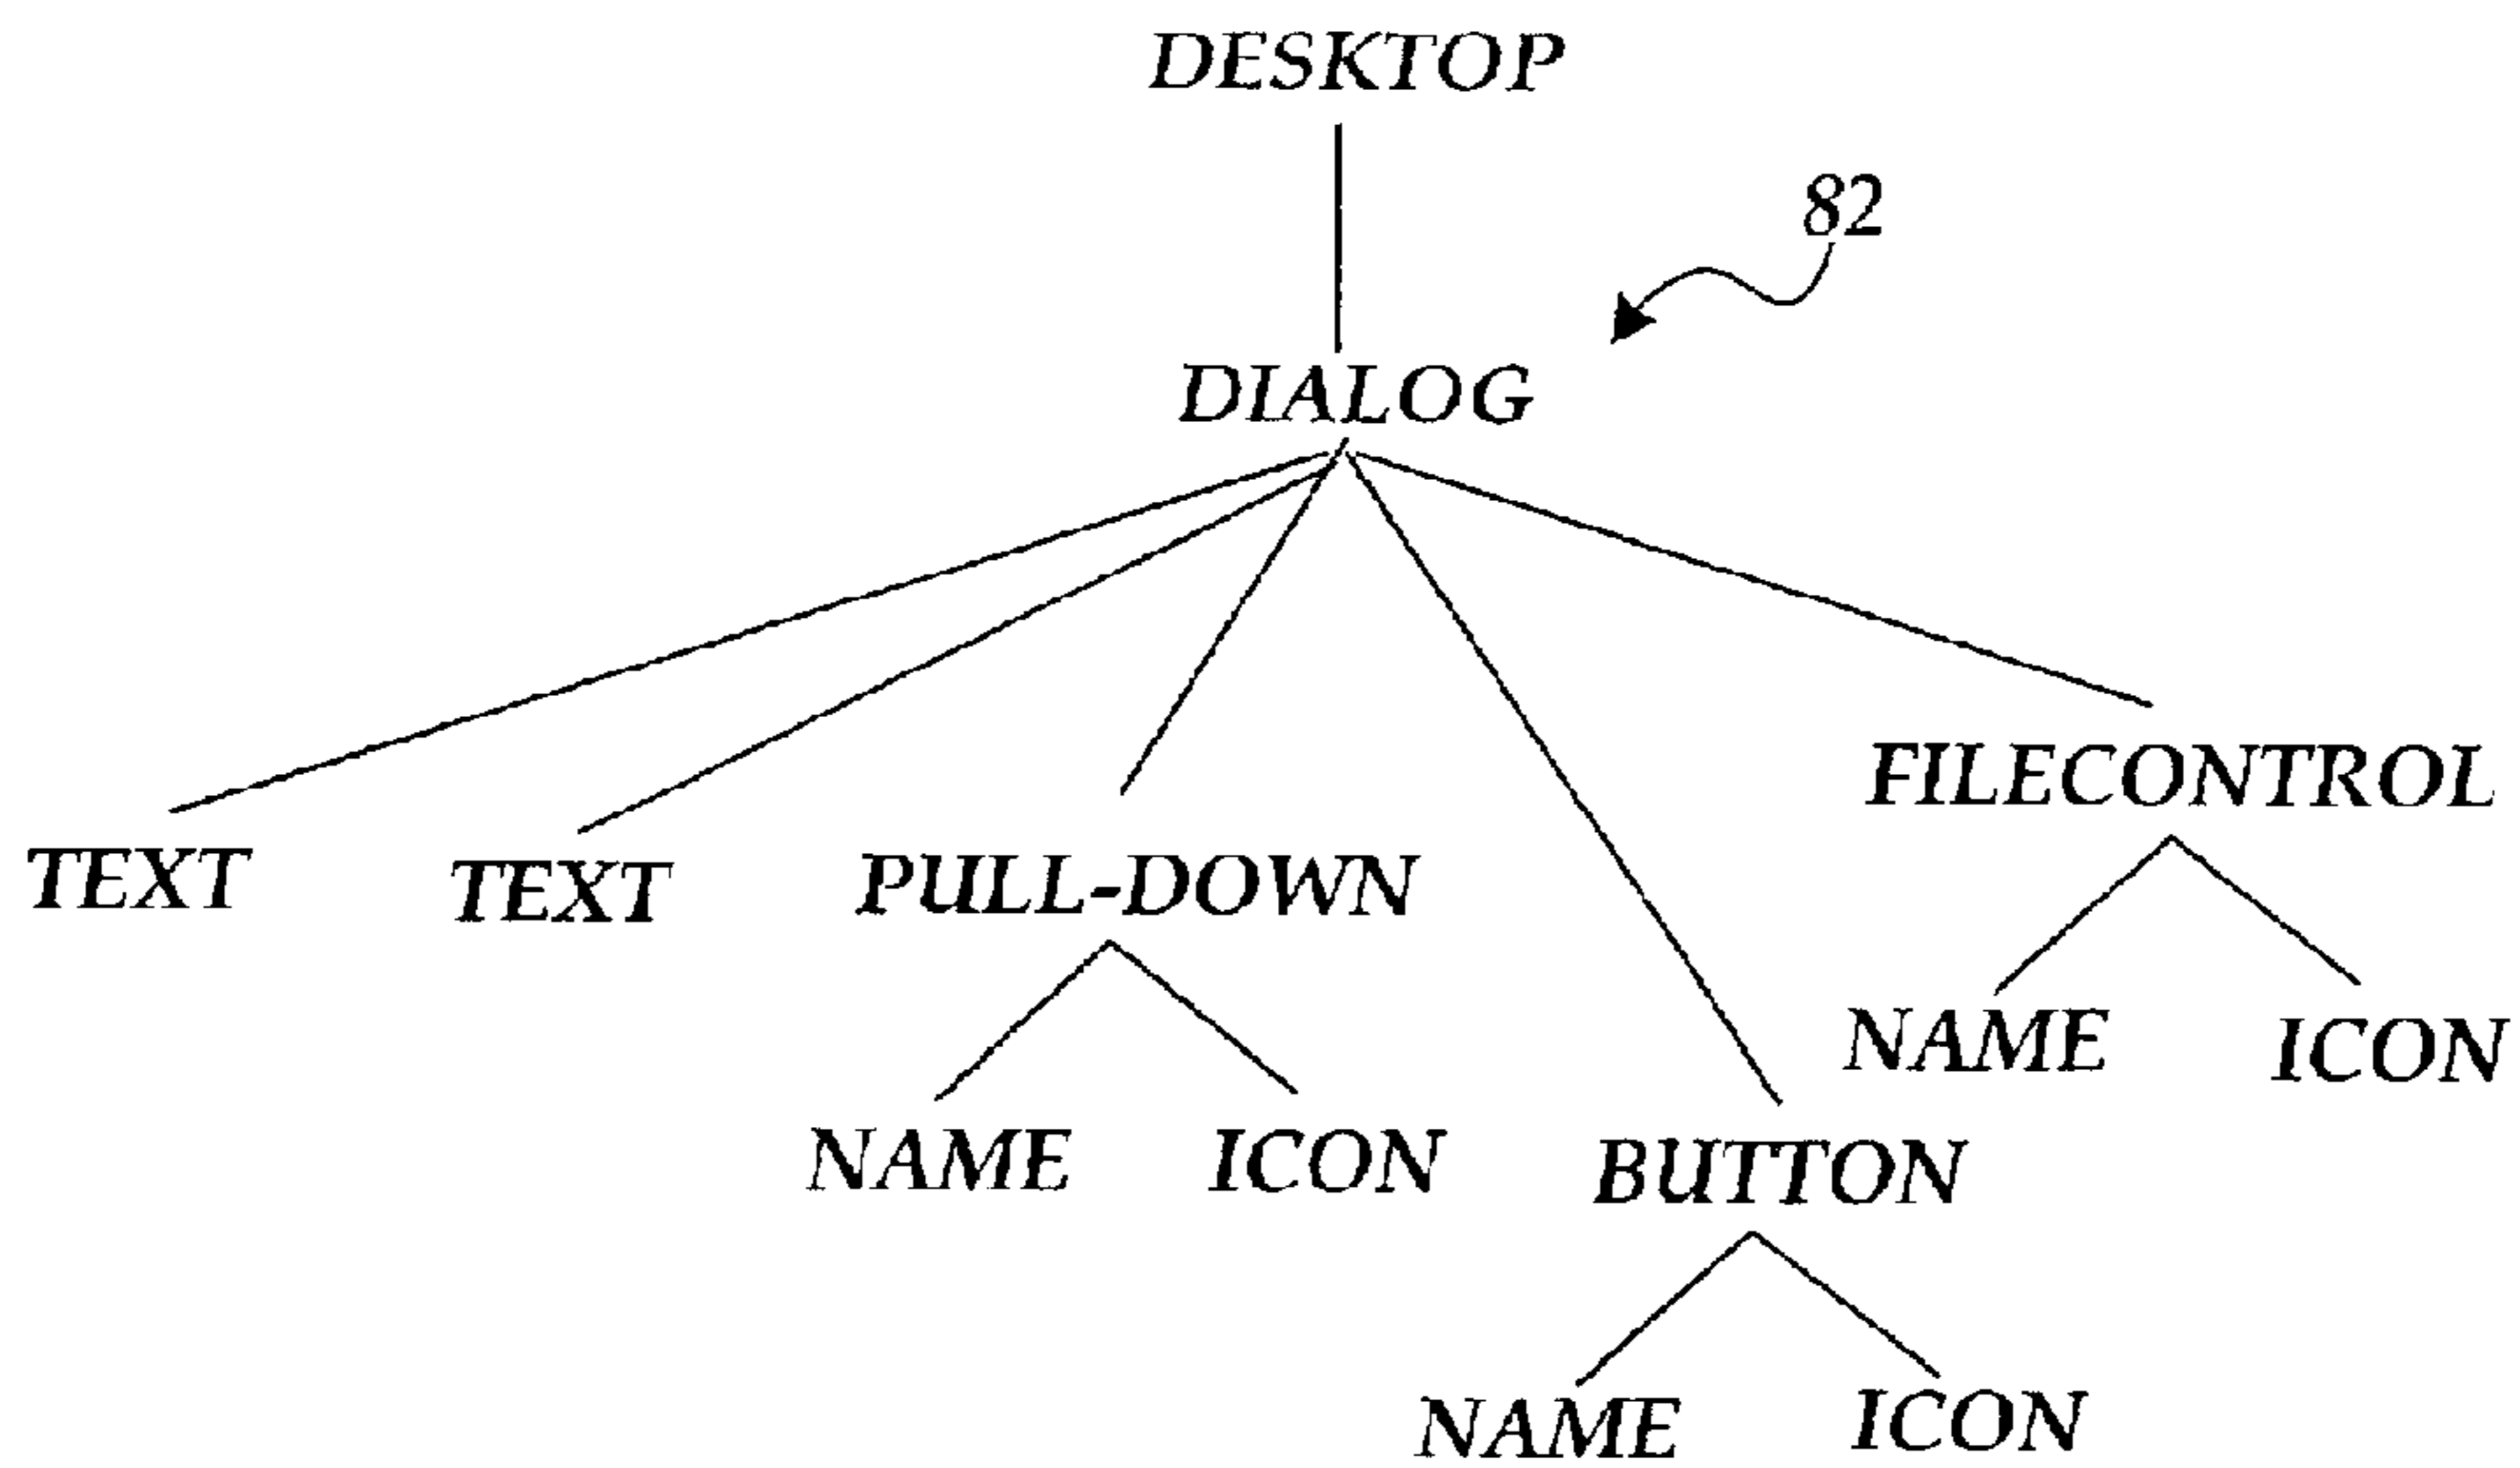 DESKTOP
82
DIALOG
FILECONTROL
TEXT
TEXT
PULL-DOWN
NAME
ICON
NAME
ICON
BUTTON
NAME
ICON